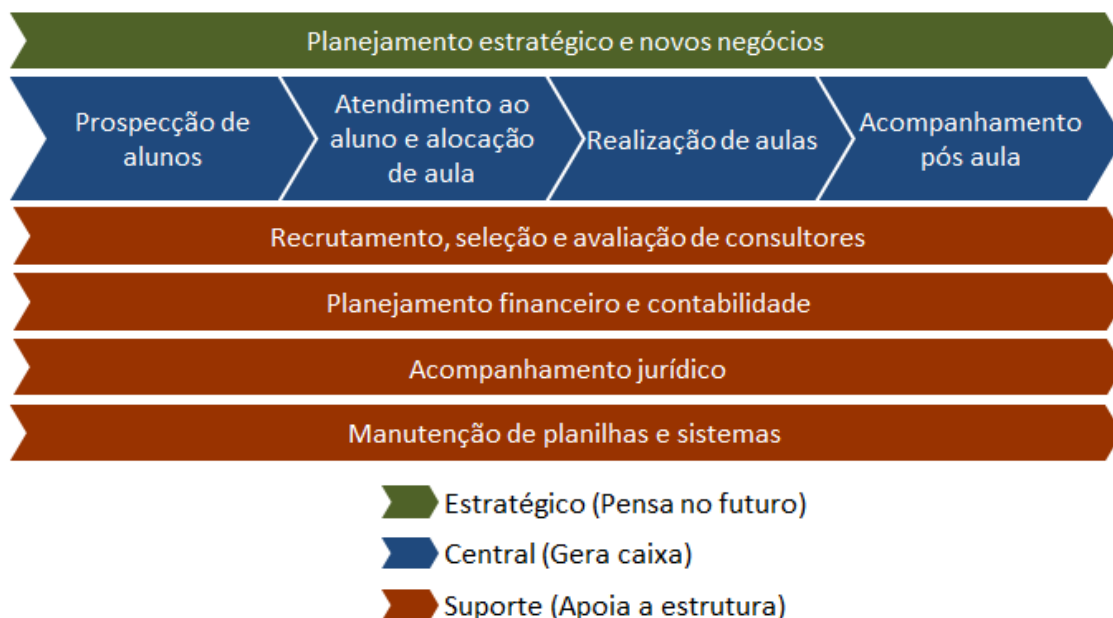 Planejamento estratégico e novos negócios
Prospecção de
alunos
Atendimento ao
aluno e alocação
de aula
Realização de aulas
Acompanhamento
pós aula
Recrutamento, seleção e avaliação de consultores
Planejamento financeiro e contabilidade
Acompanhamento jurídico
Manutenção de planilhas e sistemas
Estratégico (Pensa no futuro)
Central (Gera caixa)
Suporte (Apoia a estrutura)